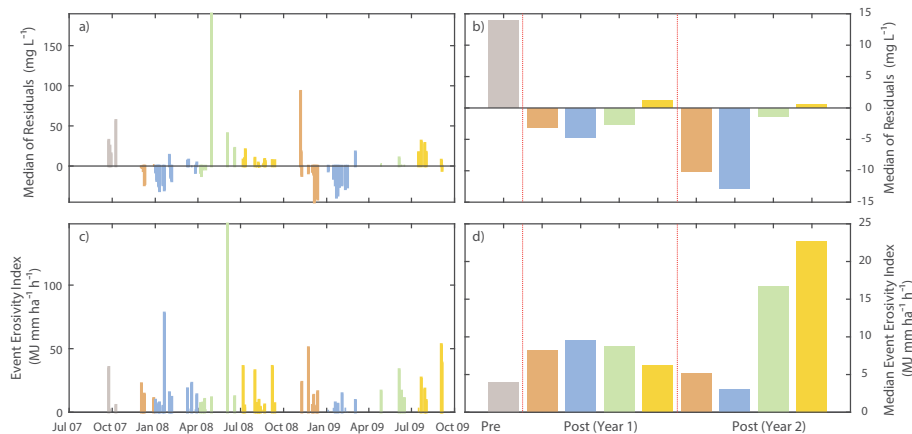 a)
Median of Residuals (mg L⁻¹)
150
100
50
0
b)
15
10
5
0
-5
-10
-15
Median of Residuals (mg L⁻¹)
c)
Event Erosivity Index
(MJ mm ha⁻¹ h⁻¹)
100
50
0
Jul 07 Oct 07 Jan 08 Apr 08 Jul 08 Oct 08 Jan 09 Apr 09 Jul 09 Oct 09
d)
25
20
15
10
5
0
Median Event Erosivity Index
(MJ mm ha⁻¹ h⁻¹)
Pre Post (Year 1) Post (Year 2)